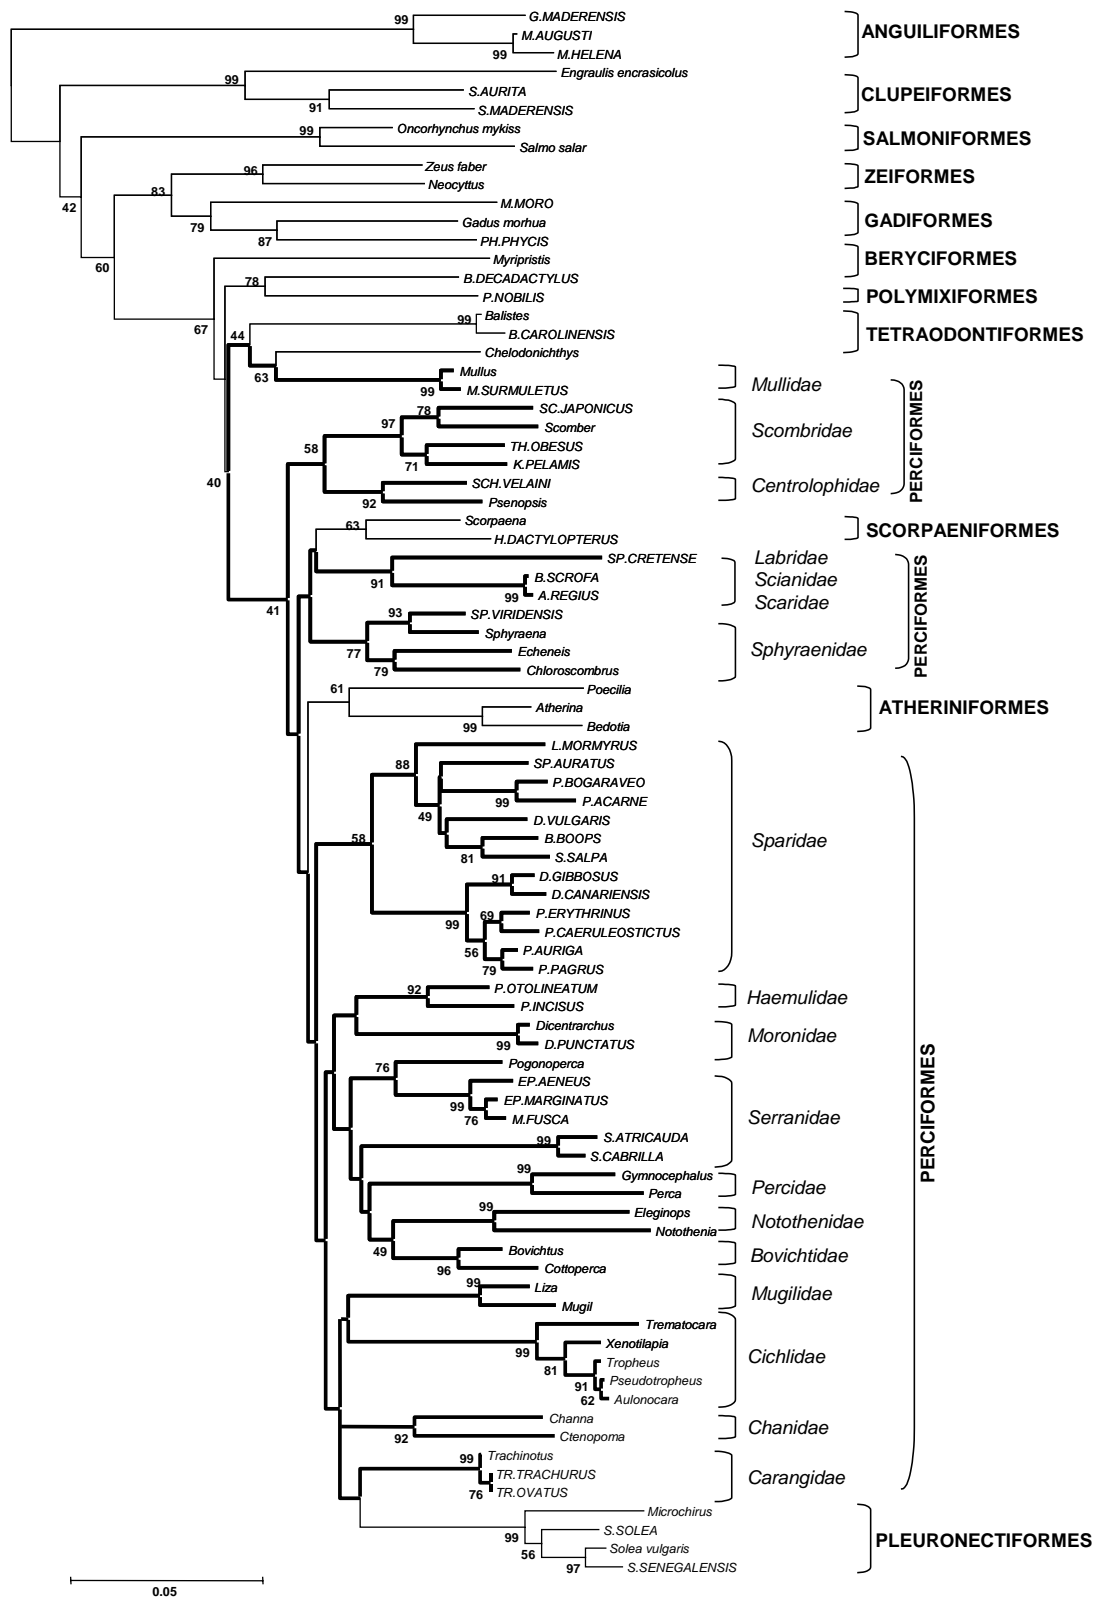 G.MADERENSIS
99
M.AUGUSTI
99
M.HELENA
ANGUILIFORMES
Engraulis encrasicolus
99
S.AURITA
91
S.MADERENSIS
CLUPEIFORMES
Oncorhynchus mykiss
99
Salmo salar
SALMONIFORMES
Zeus faber
96
Neocyttus
83
ZEIFORMES
42
M.MORO
79
Gadus morhua
87
PH.PHYCIS
GADIFORMES
60
Myripristis
BERYCIFORMES
B.DECADACTYLUS
78
P.NOBILIS
POLYMIXIFORMES
67
Balistes
99
B.CAROLINENSIS
TETRAODONTIFORMES
44
Chelodonichthys
63
Mullus
99
M.SURMULETUS
Mullidae
SC.JAPONICUS
78
Scomber
97
TH.OBESUS
71
K.PELAMIS
Scombridae
58
SCH.VELAINI
92
Psenopsis
Centrolophidae
PERCIFORMES
40
Scorpaena
63
H.DACTYLOPTERUS
SCORPAENIFORMES
SP.CRETENSE
91
B.SCROFA
99
A.REGIUS
Labridae
Scianidae
Scaridae
41
SP.VIRIDENSIS
93
Sphyraena
77
Echeneis
79
Chloroscombrus
Sphyraenidae
PERCIFORMES
Poecilia
61
Atherina
99
Bedotia
ATHERINIFORMES
L.MORMYRUS
88
SP.AURATUS
P.BOGARAVEO
99
P.ACARNE
49
D.VULGARIS
B.BOOPS
81
S.SALPA
58
Sparidae
D.GIBBOSUS
91
D.CANARIENSIS
99
P.ERYTHRINUS
69
P.CAERULEOSTICTUS
56
P.AURIGA
79
P.PAGRUS
P.OTOLINEATUM
92
P.INCISUS
Haemulidae
Dicentrarchus
99
D.PUNCTATUS
Moronidae
Pogonoperca
76
EP.AENEUS
99
EP.MARGINATUS
76
M.FUSCA
Serranidae
S.ATRICAUDA
99
S.CABRILLA
Gymnocephalus
99
Perca
Percidae
Eleginops
99
Notothenia
Notothenidae
49
Bovichtus
96
Cottoperca
Bovichtidae
Liza
99
Mugil
Mugilidae
Trematocara
99
Xenotilapia
81
Tropheus
91
Pseudotropheus
62
Aulonocara
Cichlidae
Channa
92
Ctenopoma
Chanidae
Trachinotus
99
TR.TRACHURUS
76
TR.OVATUS
Carangidae
PERCIFORMES
Microchirus
99
S.SOLEA
56
Solea vulgaris
97
S.SENEGALENSIS
PLEURONECTIFORMES
0.05